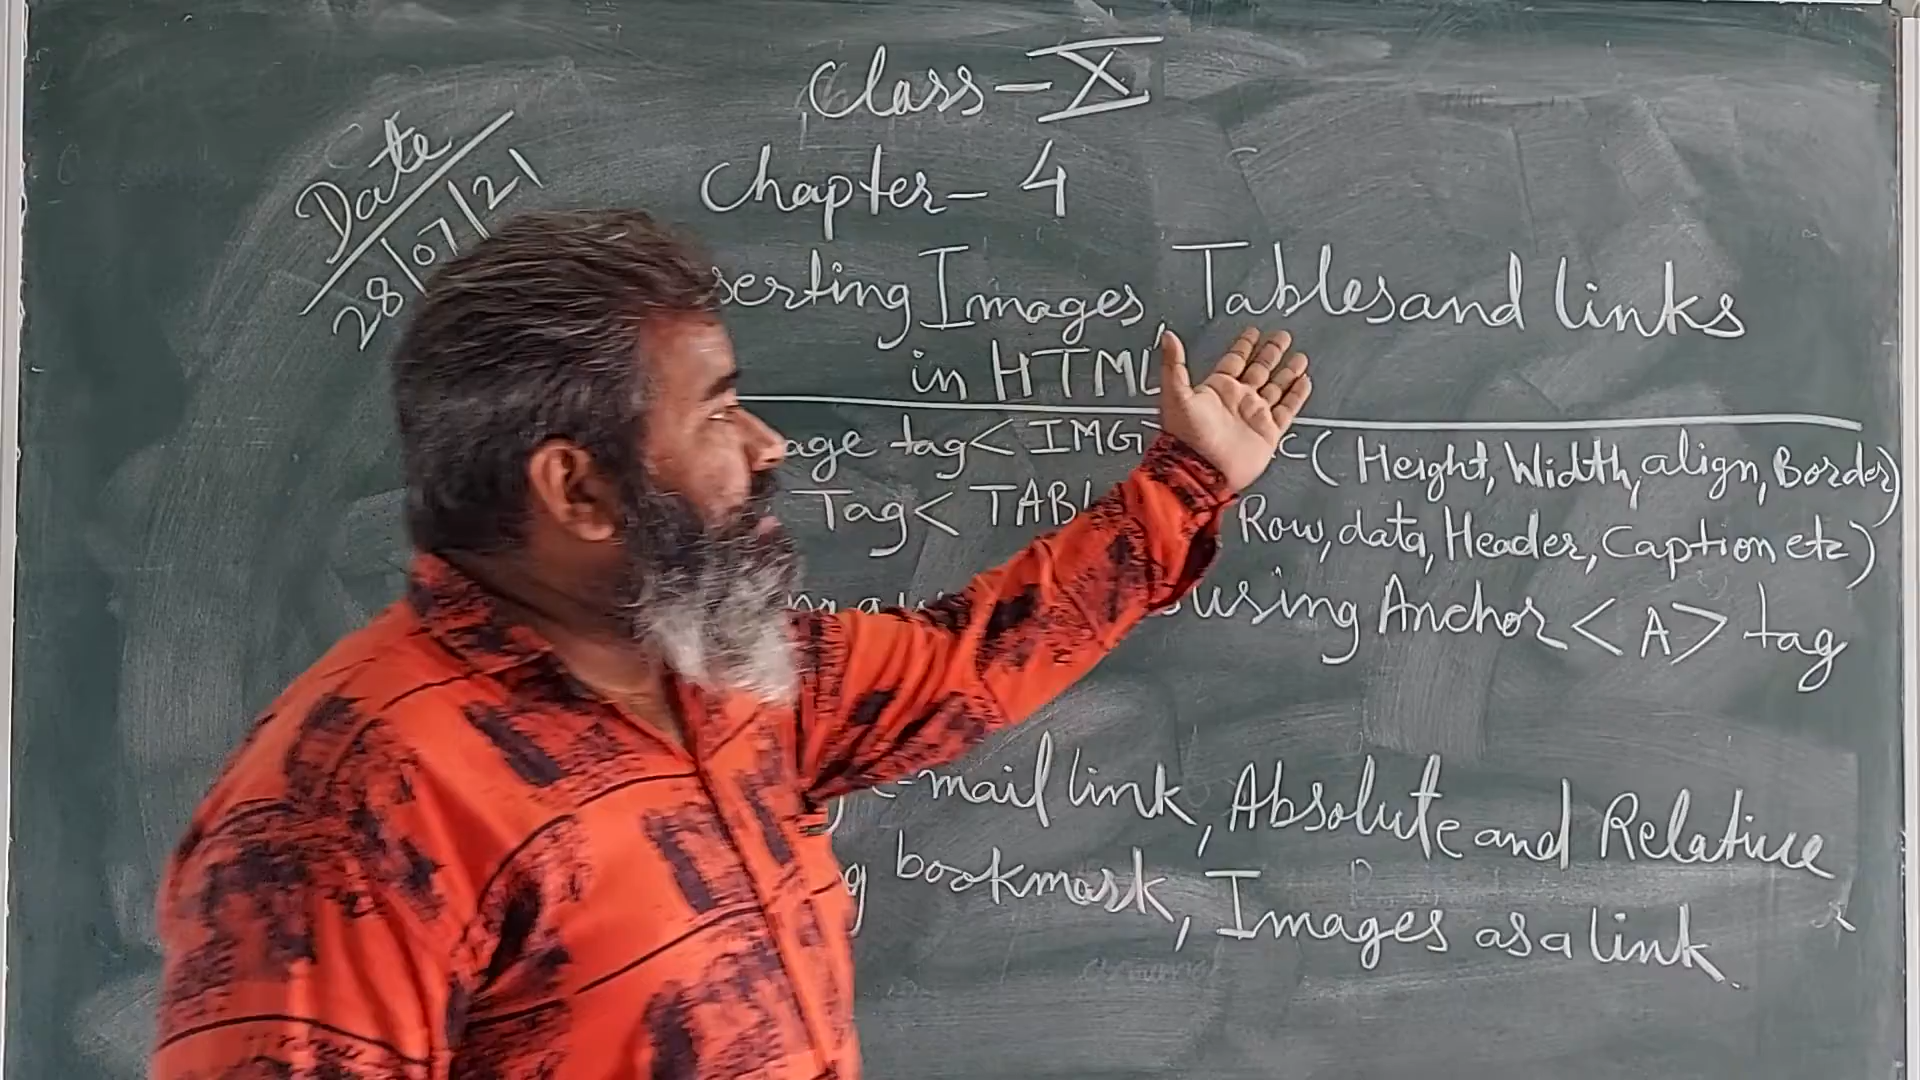 Class - X
Date
28/07/21
Chapter - 4
serting Images, Tables and links
in HTML
age tag < IMG ( Height, Width, align, Border)
Tag < TABL Row, data, Header, Caption etc)
using Anchor < A > tag
e-mail link, Absolute and Relative
g bookmark, Images as a link